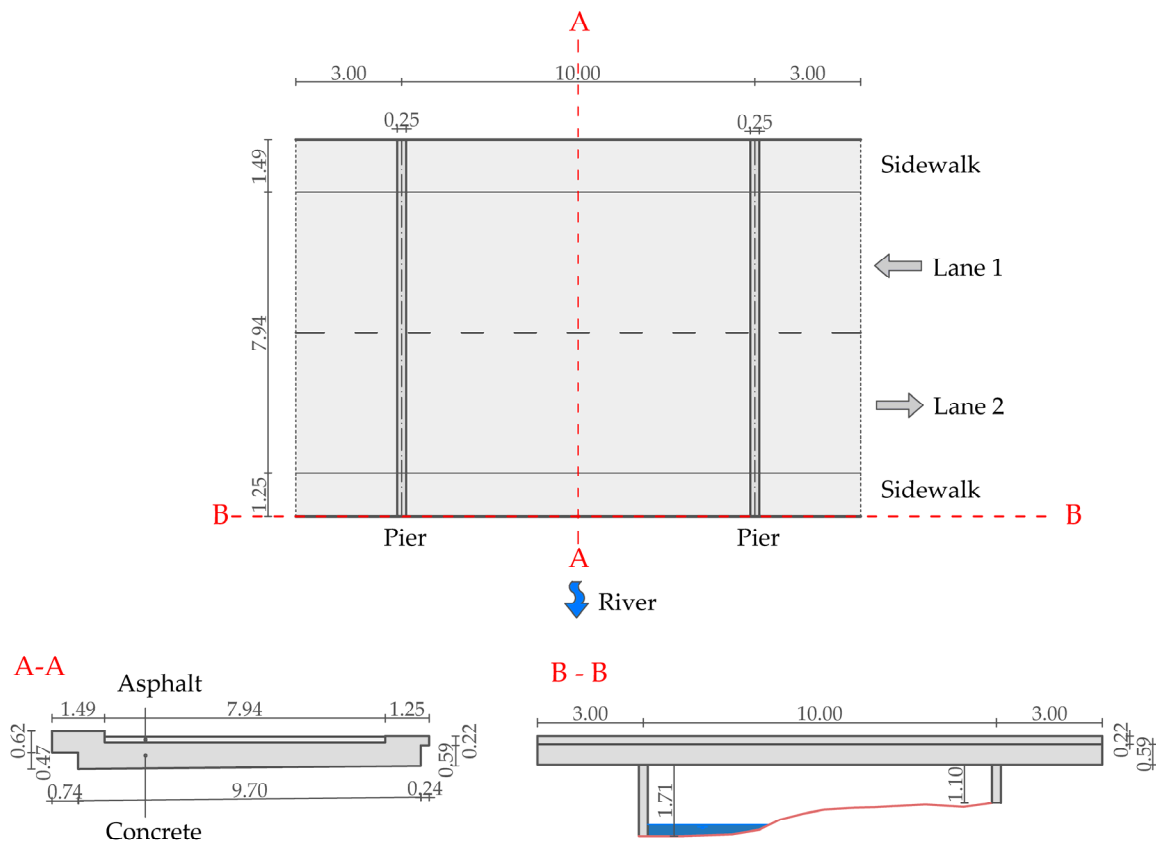 A
3.00 10.00 3.00
0.25 0.25
1.49
Sidewalk
Lane 1
7.94
Lane 2
1.25
Sidewalk
B B
Pier Pier
A
River
A-A
Asphalt
1.49 7.94 1.25
0.62
0.47
0.22
0.59
0.74 9.70 0.24
Concrete
B - B
3.00 10.00 3.00
0.22
0.59
1.71
1.10